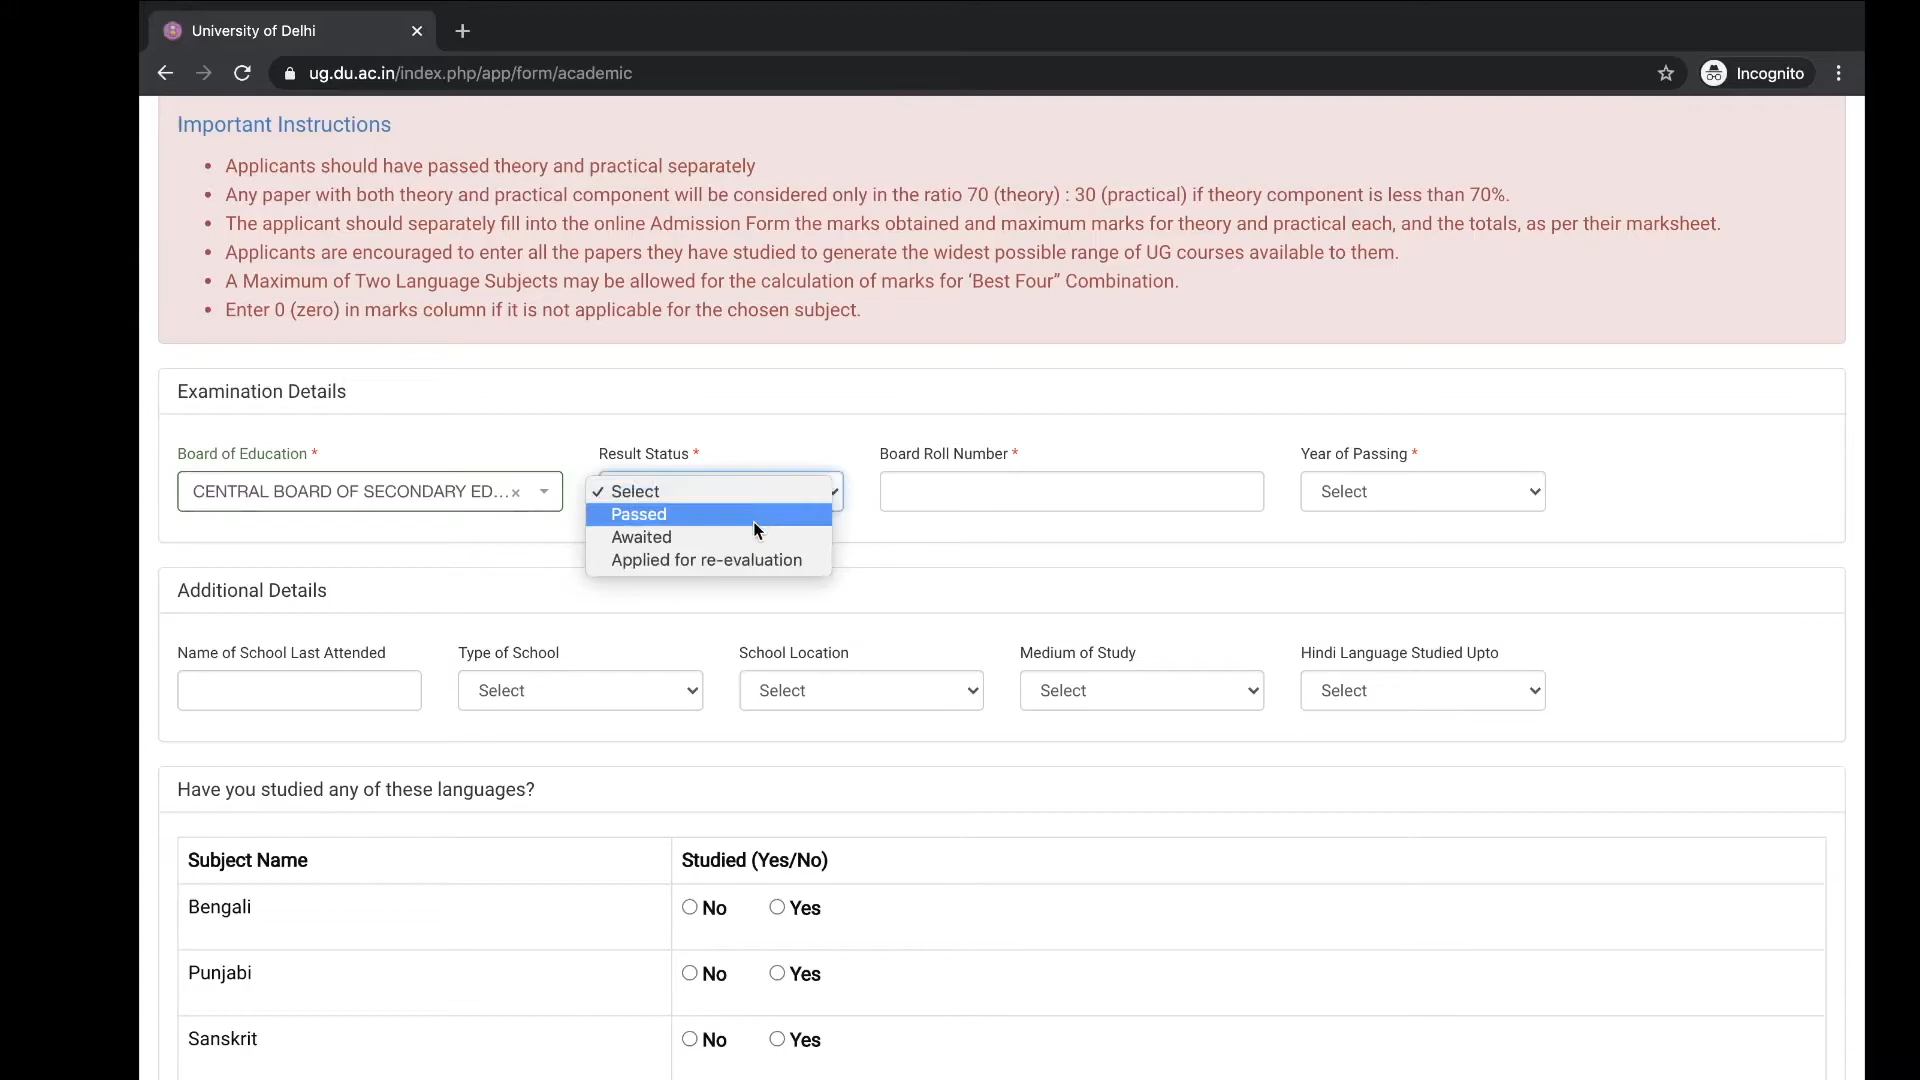 University of Delhi
ug.du.ac.in/index.php/app/form/academic
Incognito
Important Instructions
• Applicants should have passed theory and practical separately
• Any paper with both theory and practical component will be considered only in the ratio 70 (theory) : 30 (practical) if theory component is less than 70%.
• The applicant should separately fill into the online Admission Form the marks obtained and maximum marks for theory and practical each, and the totals, as per their marksheet.
• Applicants are encouraged to enter all the papers they have studied to generate the widest possible range of UG courses available to them.
• A Maximum of Two Language Subjects may be allowed for the calculation of marks for ‘Best Four” Combination.
• Enter 0 (zero) in marks column if it is not applicable for the chosen subject.
Examination Details
Board of Education * Result Status * Board Roll Number * Year of Passing *
CENTRAL BOARD OF SECONDARY ED... × ✓ Select Select
Passed
Awaited
Applied for re-evaluation
Additional Details
Name of School Last Attended Type of School School Location Medium of Study Hindi Language Studied Upto
Select Select Select Select
Have you studied any of these languages?
Subject Name Studied (Yes/No)
Bengali No Yes
Punjabi No Yes
Sanskrit No Yes